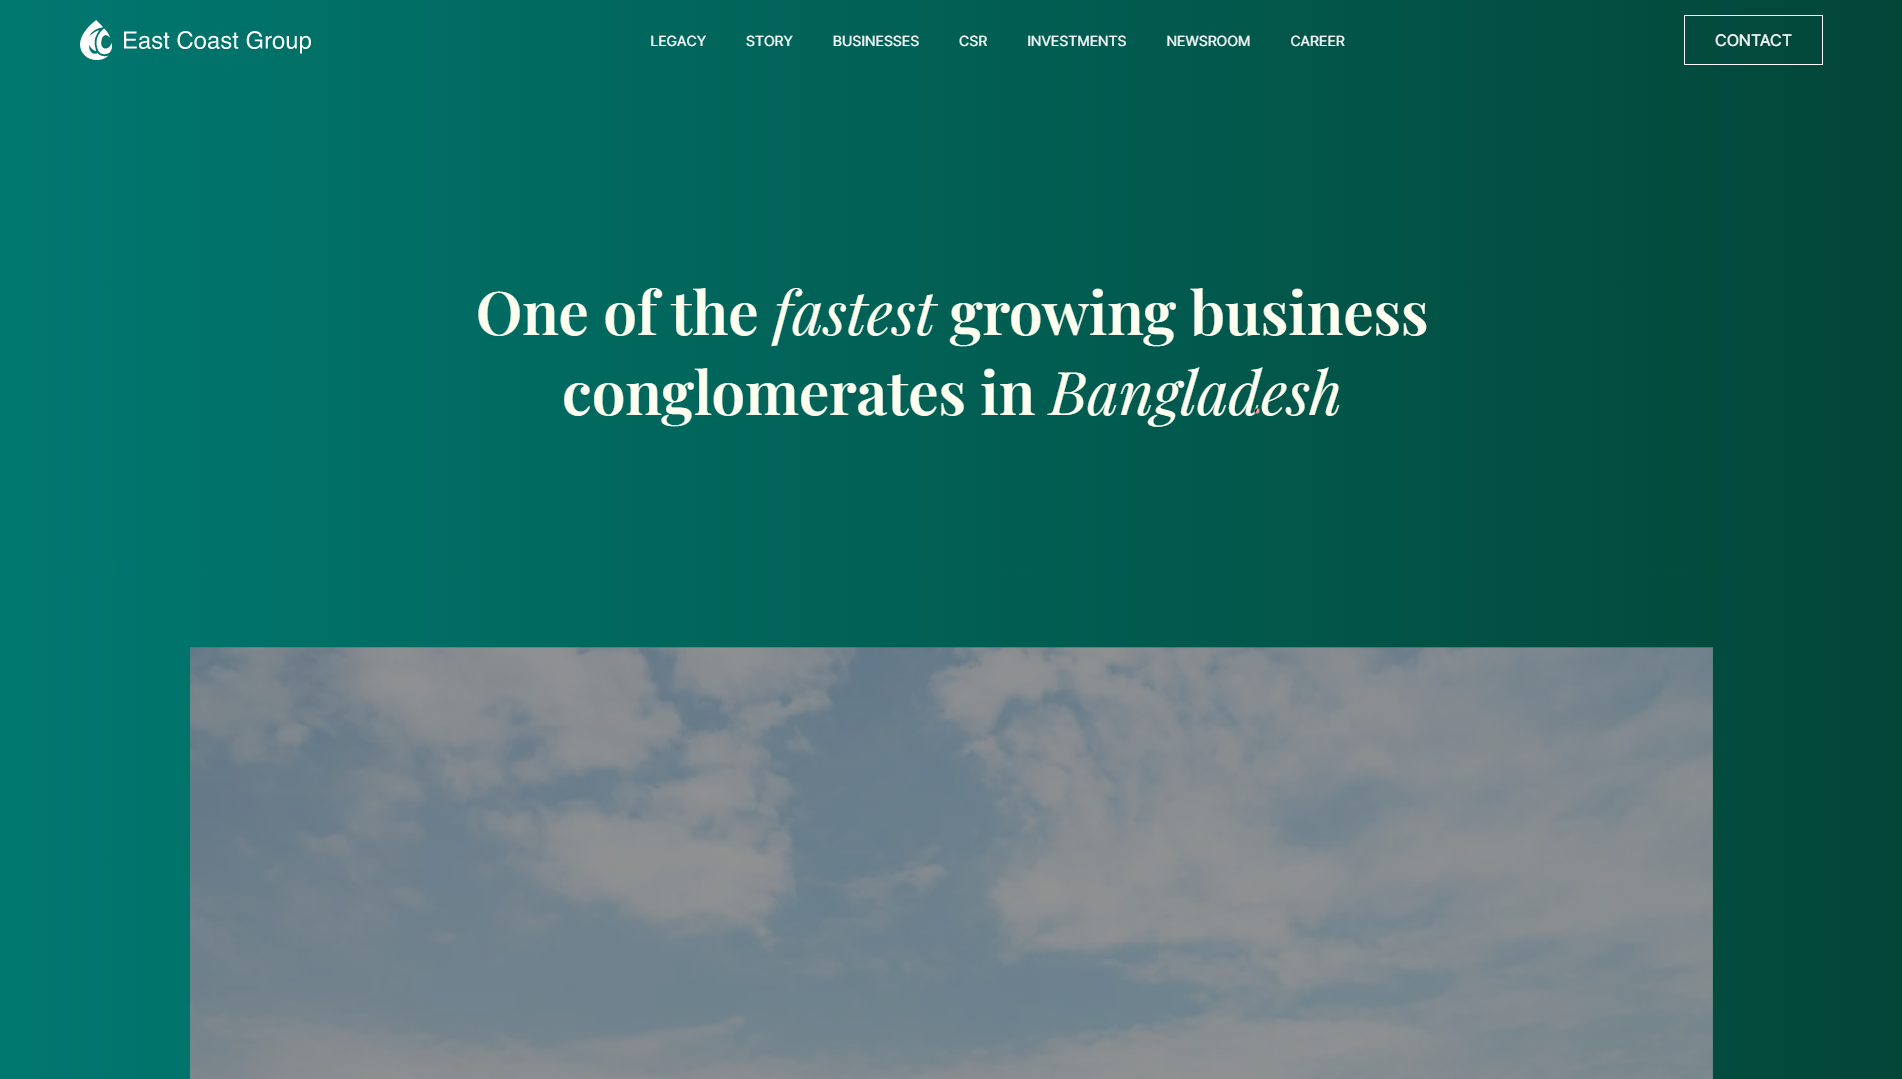 East Coast Group
LEGACY STORY BUSINESSES CSR INVESTMENTS NEWSROOM CAREER
CONTACT
One of the fastest growing business
conglomerates in Bangladesh